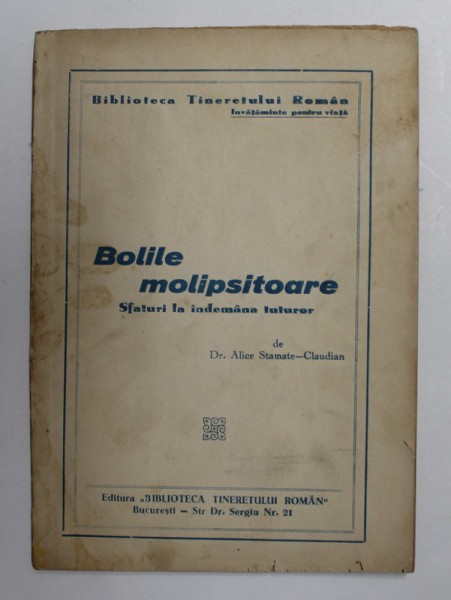 Biblioteca Tineretului Român
Învățăminte pentru viață
Bolile
molipsitoare
Sfaturi la îndemâna tuturor
de
Dr. Alice Stamate—Claudian
Editura „BIBLIOTECA TINERETULUI ROMÂN"
București — Str Dr. Sergiu Nr. 21